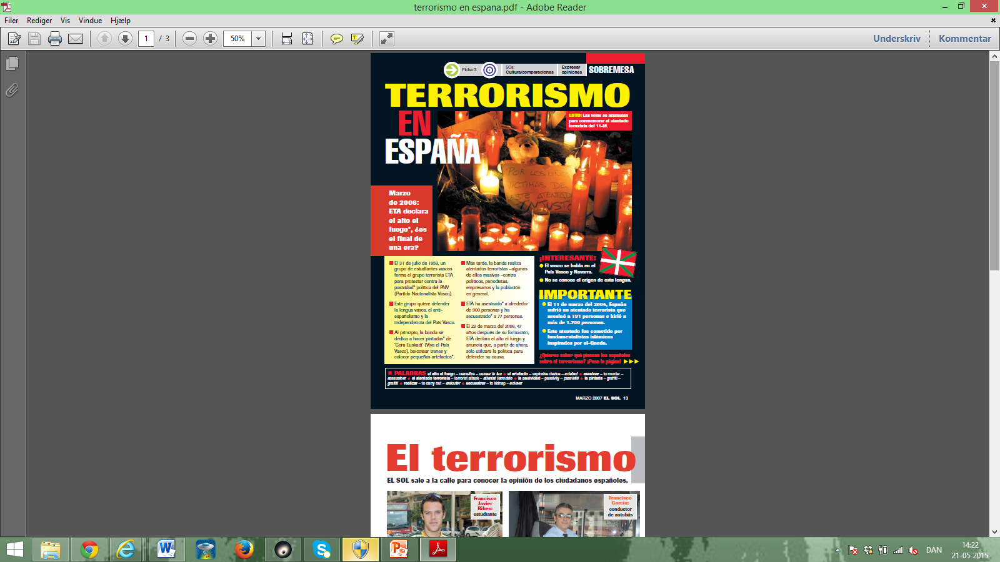 terrorismo en espana.pdf - Adobe Reader
Filer Rediger Vis Vindue Hjælp
1 / 3 50% Underskriv Kommentar
Ficha 3
5Cs:
Cultura/comparaciones
Expresar
opiniones
SOBREMESA
TERRORISMO
EN
ESPAÑA
LUTO: Las velas se acumulan
para conmemorar el atentado
terrorista del 11-M.
POR LOS
VÍCTIMAS DE
ESTE ATENTADO
INJUSTO
Marzo
de 2006:
ETA declara
el alto el
fuego*, ¿es
el final de
una era?
El 31 de julio de 1959, un
grupo de estudiantes vascos
forma el grupo terrorista ETA
para protestar contra la
pasividad* política del PNV
(Partido Nacionalista Vasco).
Este grupo quiere defender
la lengua vasca, el anti-
españolismo y la
independencia del País Vasco.
Al principio, la banda se
dedica a hacer pintadas* de
'Gora Euskadi' (Viva el País
Vasco), boicotear trenes y
colocar pequeños artefactos*.
Más tarde, la banda realiza
atentados terroristas –algunos
de ellos masivos –contra
políticos, periodistas,
empresarios y la población
en general.
ETA ha asesinado* a alrededor
de 900 personas y ha
secuestrado* a 77 personas.
El 22 de marzo del 2006, 47
años después de su formación,
ETA declara el alto el fuego y
anuncia que, a partir de ahora,
sólo utilizará la política para
defender su causa.
¡INTERESANTE!
El vasco se habla en el
País Vasco y Navarra.
No se conoce el origen de esta lengua.
IMPORTANTE
El 11 de marzo del 2004, España
sufrió un atentado terrorista que
asesinó a 191 personas e hirió a
más de 1.700 personas.
Este atentado fue cometido por
fundamentalistas islámicos
inspirados por al-Qaeda.
¿Quieres saber qué piensan los españoles
sobre el terrorismo? ¡Pasa la página!
* PALABRAS el alto el fuego – ceasefire – cessez le feu • el artefacto – explosive device – artefact • asesinar – to murder –
assassiner • el atentado terrorista – terrorist attack – attentat terroriste • la pasividad – passivity – passivité • la pintada – graffiti –
graffiti • realizar – to carry out – exécuter • secuestrar – to kidnap – enlever
MARZO 2007 EL SOL 13
El terrorismo
EL SOL sale a la calle para conocer la opinión de los ciudadanos españoles.
Francisco
Javier
Ribes:
estudiante
Francisco
García:
conductor
de autobús
DAN
14:22
21-05-2015